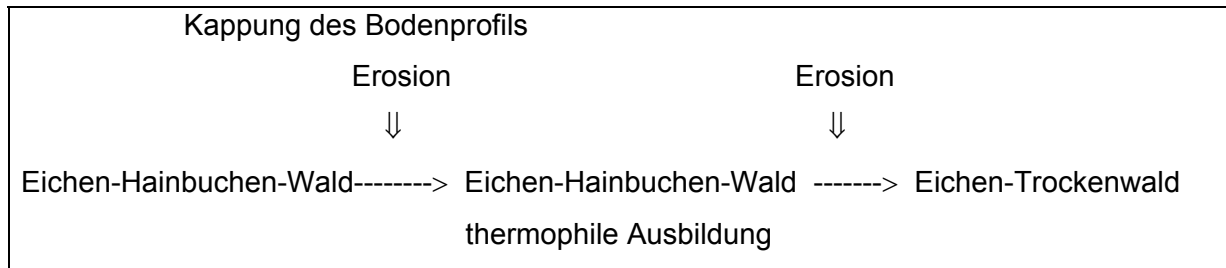 Kappung des Bodenprofils
Erosion Erosion
⇓ ⇓
Eichen-Hainbuchen-Wald--------> Eichen-Hainbuchen-Wald -------> Eichen-Trockenwald
thermophile Ausbildung